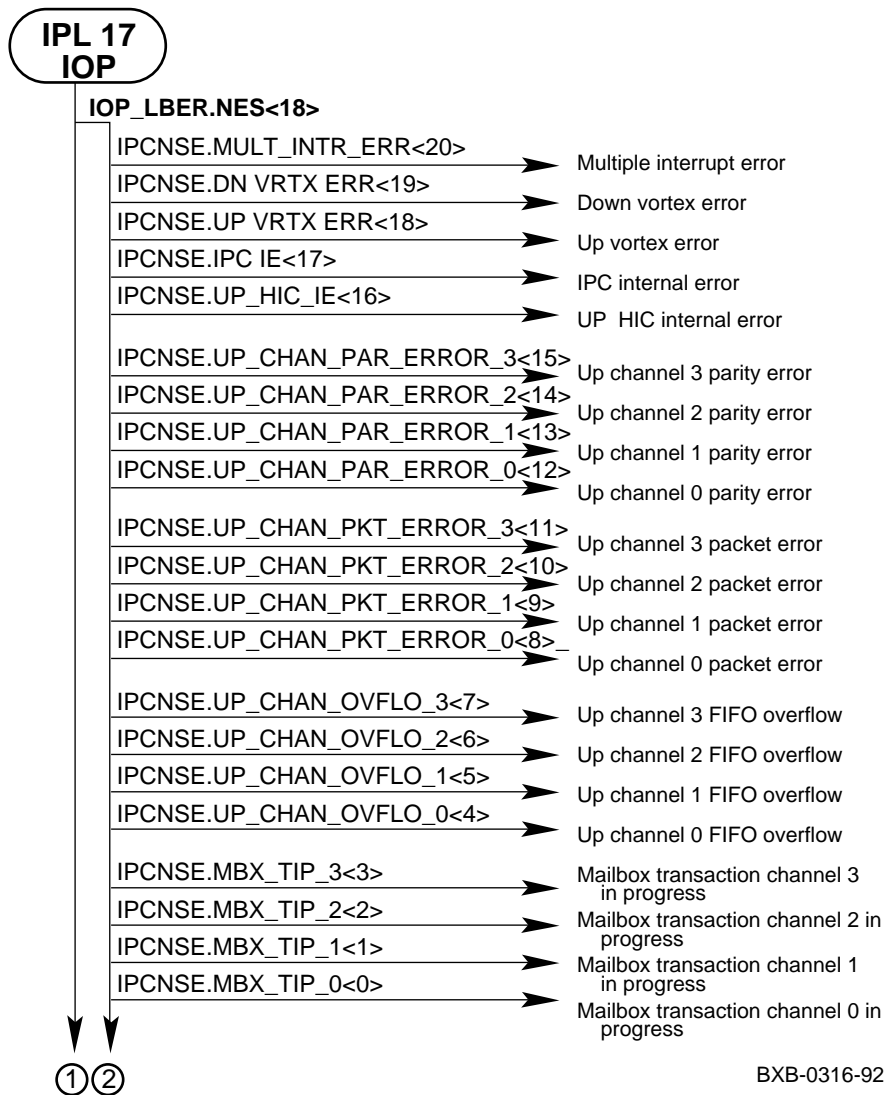 IPL 17
IOP
IOP_LBER.NES<18>
IPCNSE.MULT_INTR_ERR<20>
Multiple interrupt error
IPCNSE.DN VRTX ERR<19>
Down vortex error
IPCNSE.UP VRTX ERR<18>
Up vortex error
IPCNSE.IPC IE<17>
IPC internal error
IPCNSE.UP_HIC_IE<16>
UP HIC internal error
IPCNSE.UP_CHAN_PAR_ERROR_3<15>
Up channel 3 parity error
IPCNSE.UP_CHAN_PAR_ERROR_2<14>
Up channel 2 parity error
IPCNSE.UP_CHAN_PAR_ERROR_1<13>
Up channel 1 parity error
IPCNSE.UP_CHAN_PAR_ERROR_0<12>
Up channel 0 parity error
IPCNSE.UP_CHAN_PKT_ERROR_3<11>
Up channel 3 packet error
IPCNSE.UP_CHAN_PKT_ERROR_2<10>
Up channel 2 packet error
IPCNSE.UP_CHAN_PKT_ERROR_1<9>
Up channel 1 packet error
IPCNSE.UP_CHAN_PKT_ERROR_0<8>_
Up channel 0 packet error
IPCNSE.UP_CHAN_OVFLO_3<7>
Up channel 3 FIFO overflow
IPCNSE.UP_CHAN_OVFLO_2<6>
Up channel 2 FIFO overflow
IPCNSE.UP_CHAN_OVFLO_1<5>
Up channel 1 FIFO overflow
IPCNSE.UP_CHAN_OVFLO_0<4>
Up channel 0 FIFO overflow
IPCNSE.MBX_TIP_3<3>
Mailbox transaction channel 3
in progress
IPCNSE.MBX_TIP_2<2>
Mailbox transaction channel 2 in
progress
IPCNSE.MBX_TIP_1<1>
Mailbox transaction channel 1
in progress
IPCNSE.MBX_TIP_0<0>
Mailbox transaction channel 0 in
progress
1 2
BXB-0316-92